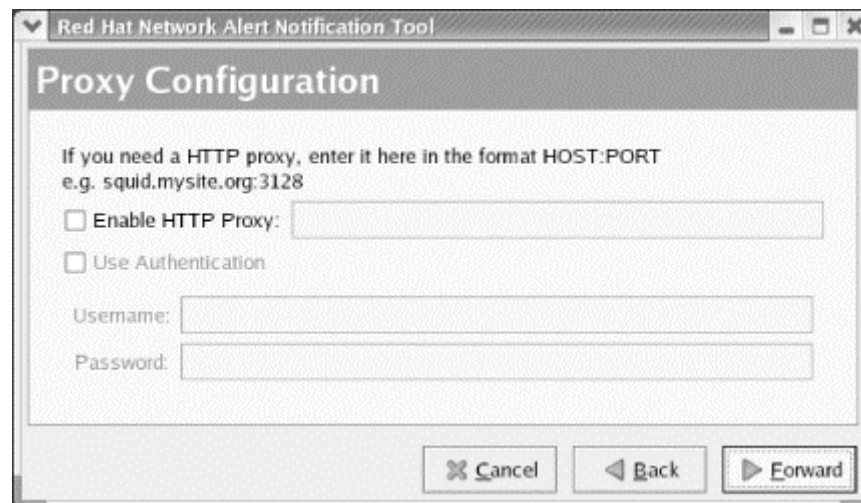 Red Hat Network Alert Notification Tool
Proxy Configuration
If you need a HTTP proxy, enter it here in the format HOST:PORT
e.g. squid.mysite.org:3128
Enable HTTP Proxy:
Use Authentication
Username:
Password:
Cancel Back Forward